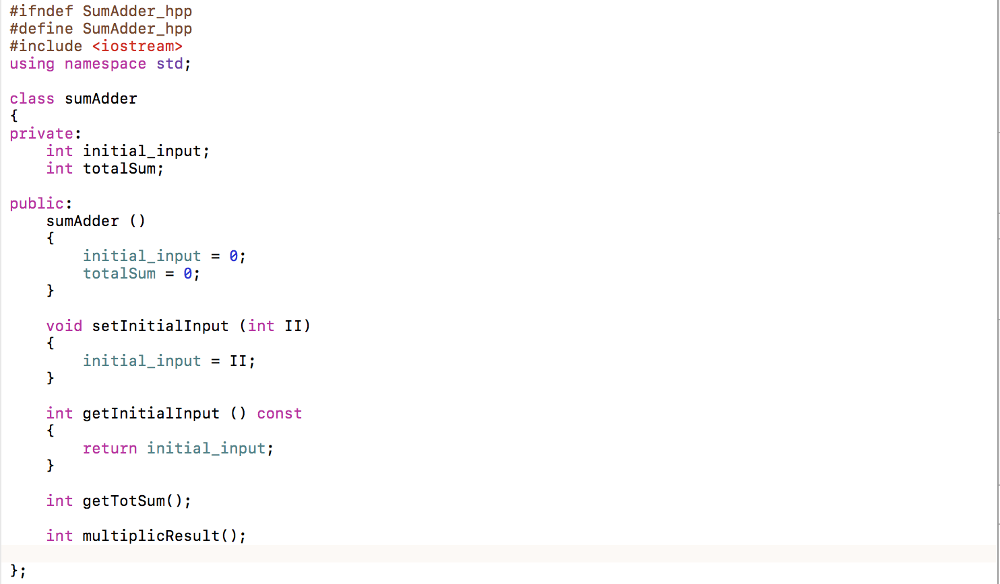 #ifndef SumAdder_hpp
#define SumAdder_hpp
#include <iostream>
using namespace std;

class sumAdder
{
private:
    int initial_input;
    int totalSum;

public:
    sumAdder ()
    {
        initial_input = 0;
        totalSum = 0;
    }

    void setInitialInput (int II)
    {
        initial_input = II;
    }

    int getInitialInput () const
    {
        return initial_input;
    }

    int getTotSum();

    int multiplicResult();

};